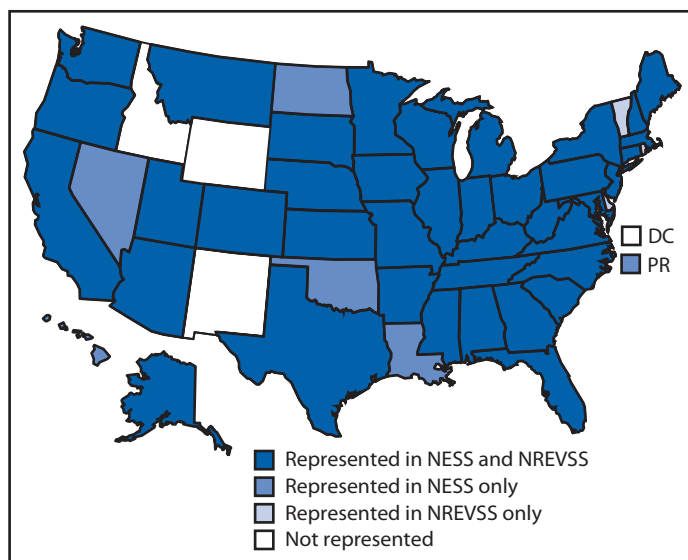 DC
PR
Represented in NESS and NREVSS
Represented in NESS only
Represented in NREVSS only
Not represented